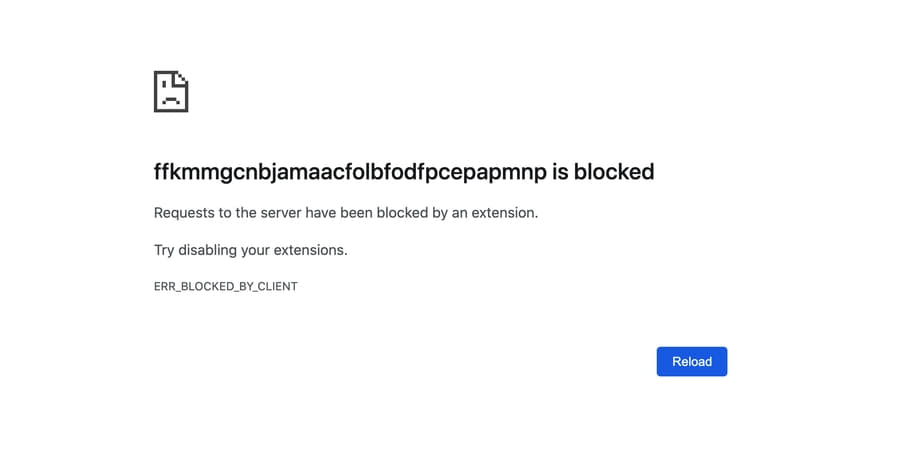 ffkmmgcnbjamaacfolbfodfpcepapmnp is blocked
Requests to the server have been blocked by an extension.
Try disabling your extensions.
ERR_BLOCKED_BY_CLIENT
Reload